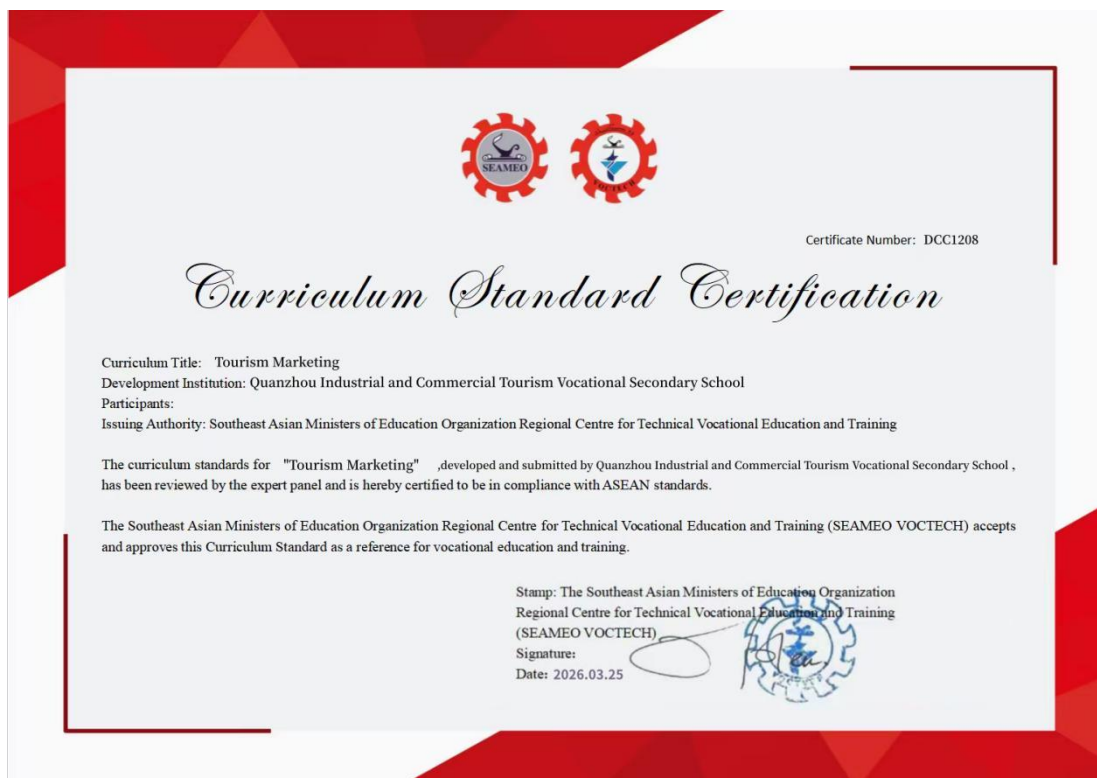 SEAMEO
VOCTECH
Certificate Number: DCC1208
Curriculum Standard Certification
Curriculum Title: Tourism Marketing
Development Institution: Quanzhou Industrial and Commercial Tourism Vocational Secondary School
Participants:
Issuing Authority: Southeast Asian Ministers of Education Organization Regional Centre for Technical Vocational Education and Training
The curriculum standards for "Tourism Marketing" ,developed and submitted by Quanzhou Industrial and Commercial Tourism Vocational Secondary School ,
has been reviewed by the expert panel and is hereby certified to be in compliance with ASEAN standards.
The Southeast Asian Ministers of Education Organization Regional Centre for Technical Vocational Education and Training (SEAMEO VOCTECH) accepts
and approves this Curriculum Standard as a reference for vocational education and training.
Stamp: The Southeast Asian Ministers of Education Organization
Regional Centre for Technical Vocational Education and Training
(SEAMEO VOCTECH)
Signature:
Date: 2026.03.25